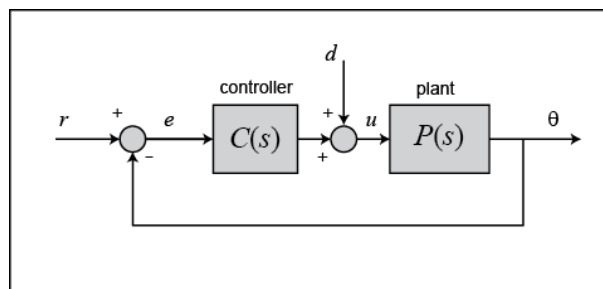 d
controller
plant
+
+
r
e
C(s)
u
P(s)
θ
−
+